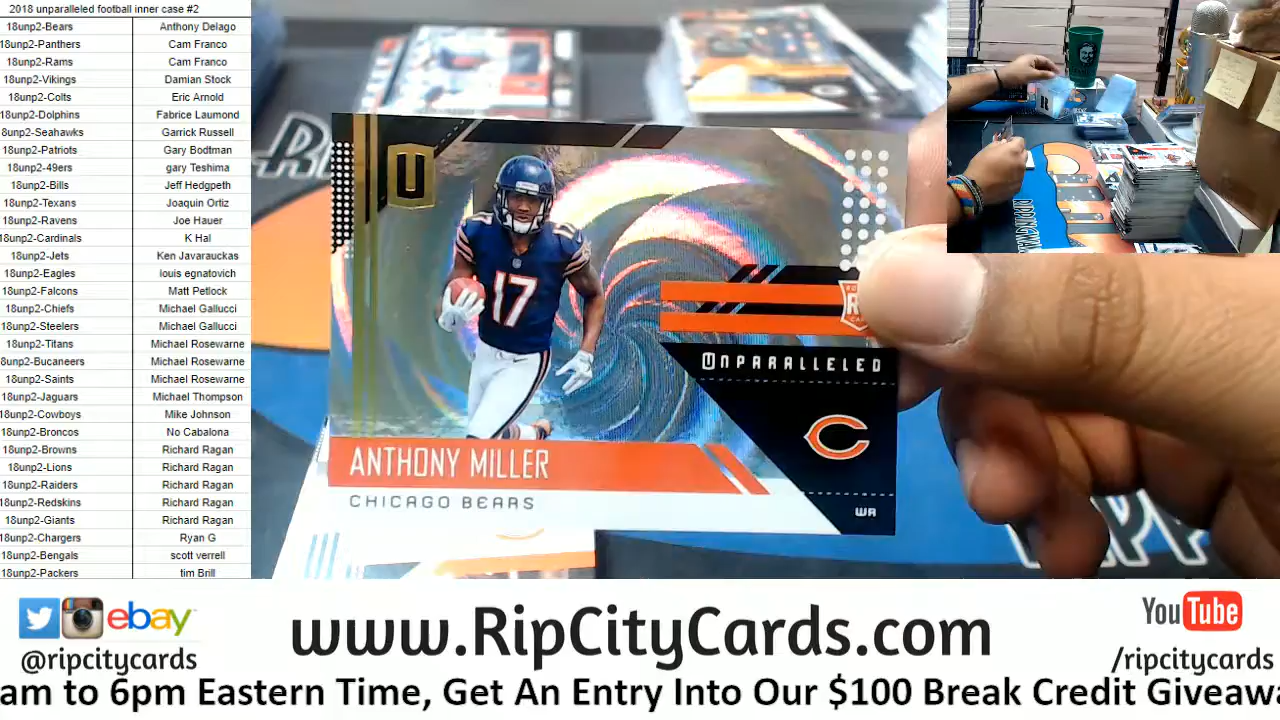 2018 unparalleled football inner case #2
18unp2-Bears Anthony Delago
18unp2-Panthers Cam Franco
18unp2-Rams Cam Franco
18unp2-Vikings Damian Stock
18unp2-Colts Eric Arnold
18unp2-Dolphins Fabrice Laumond
8unp2-Seahawks Garrick Russell
18unp2-Patriots Gary Bodtman
18unp2-49ers gary Teshima
18unp2-Bills Jeff Hedgpeth
18unp2-Texans Joaquin Ortiz
18unp2-Ravens Joe Hauer
8unp2-Cardinals K Hal
18unp2-Jets Ken Javarauckas
18unp2-Eagles louis egnatovich
18unp2-Falcons Matt Petlock
18unp2-Chiefs Michael Gallucci
18unp2-Steelers Michael Gallucci
18unp2-Titans Michael Rosewarne
8unp2-Bucaneers Michael Rosewarne
18unp2-Saints Michael Rosewarne
18unp2-Jaguars Michael Thompson
18unp2-Cowboys Mike Johnson
18unp2-Broncos No Cabalona
18unp2-Browns Richard Ragan
18unp2-Lions Richard Ragan
18unp2-Raiders Richard Ragan
8unp2-Redskins Richard Ragan
18unp2-Giants Richard Ragan
8unp2-Chargers Ryan G
18unp2-Bengals scott verrell
18unp2-Packers tim Brill
U
17
17
UNPARALLELED
C
ANTHONY MILLER
CHICAGO BEARS
WR
ebay
@ripcitycards
www.RipCityCards.com
YouTube
/ripcitycards
am to 6pm Eastern Time, Get An Entry Into Our $100 Break Credit Giveawa